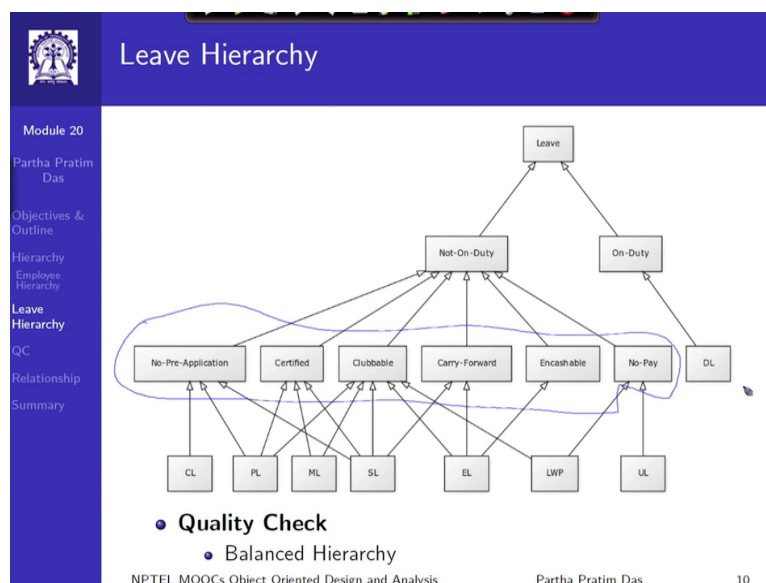 Leave Hierarchy
Module 20
Partha Pratim
Das
Objectives &
Outline
Hierarchy
Employee
Hierarchy
Leave
Hierarchy
QC
Relationship
Summary
Leave
Not-On-Duty
On-Duty
No-Pre-Application
Certified
Clubbable
Carry-Forward
Encashable
No-Pay
DL
CL
PL
ML
SL
EL
LWP
UL
Quality Check
Balanced Hierarchy
NPTEL MOOCs Object Oriented Design and Analysis Partha Pratim Das 10